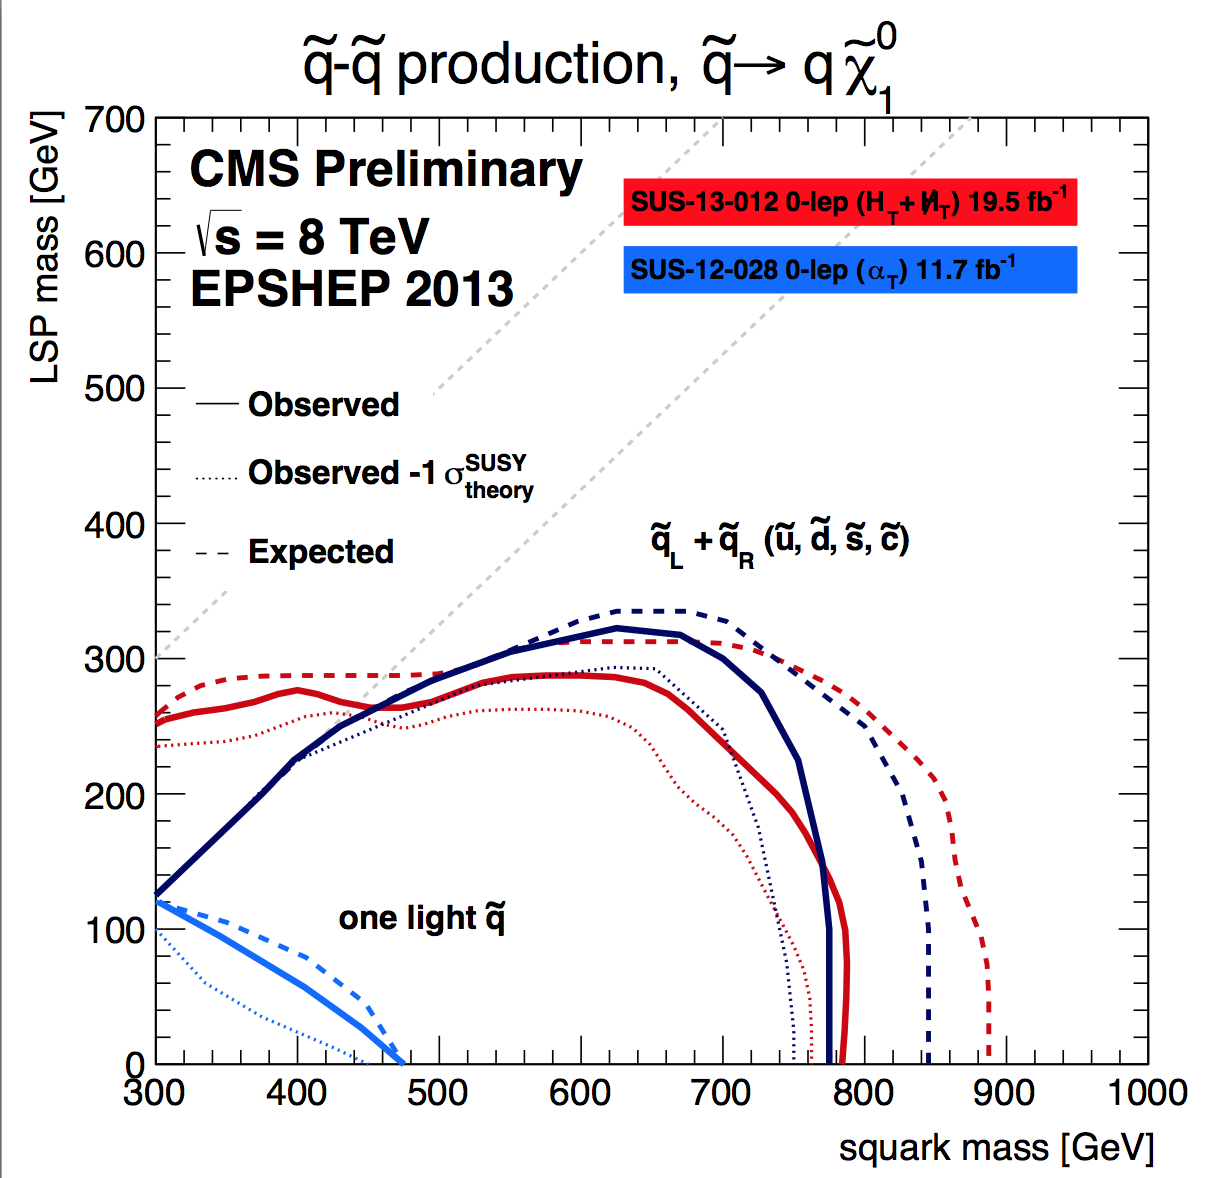 q̃-q̃ production, q̃→ q χ̃₁⁰
LSP mass [GeV]
700
600
500
400
300
200
100
0
CMS Preliminary
√s = 8 TeV
EPSHEP 2013
SUS-13-012 0-lep (H_T + H̸_T) 19.5 fb⁻¹
SUS-12-028 0-lep (α_T) 11.7 fb⁻¹
Observed
Observed -1 σ_theory^SUSY
Expected
q̃_L + q̃_R (ũ, d̃, s̃, c̃)
one light q̃
300 400 500 600 700 800 900 1000
squark mass [GeV]